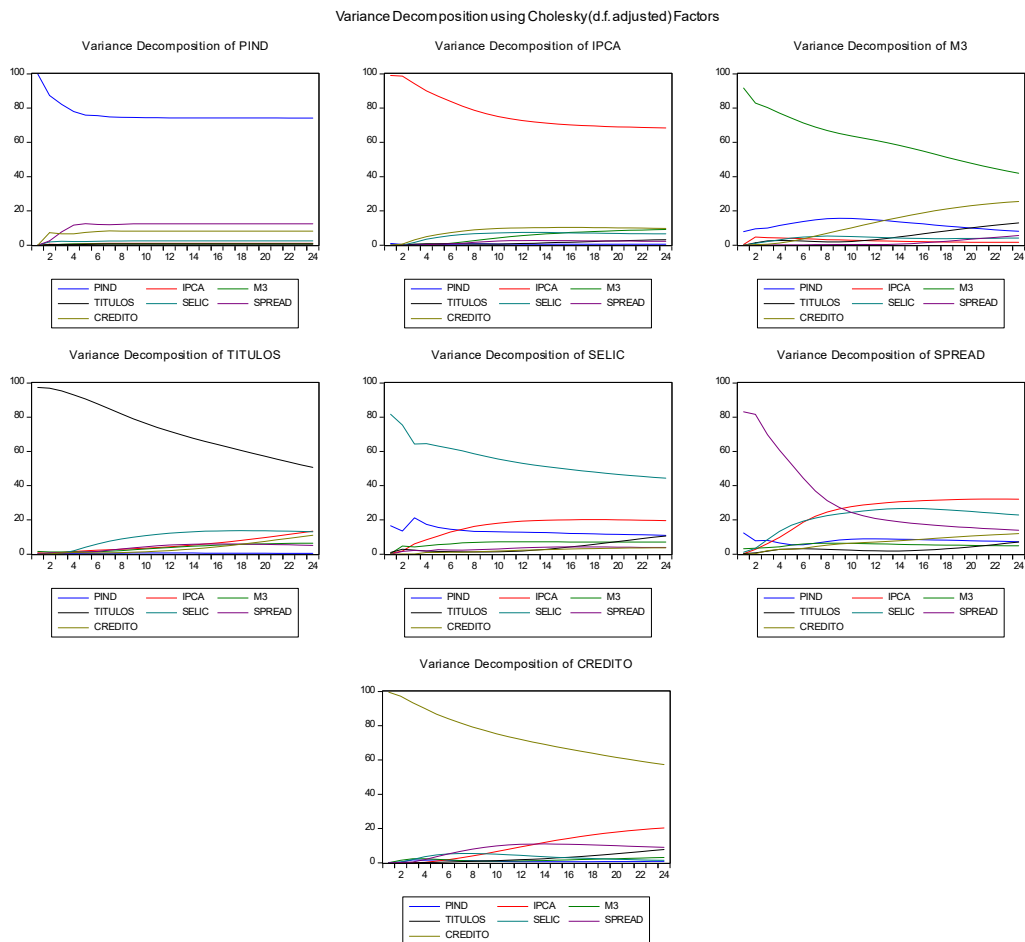 Variance Decomposition using Cholesky (d.f. adjusted) Factors
Variance Decomposition of PIND
100
80
60
40
20
0
2 4 6 8 10 12 14 16 18 20 22 24
PIND IPCA M3
TITULOS SELIC SPREAD
CREDITO
Variance Decomposition of IPCA
100
80
60
40
20
0
2 4 6 8 10 12 14 16 18 20 22 24
PIND IPCA M3
TITULOS SELIC SPREAD
CREDITO
Variance Decomposition of M3
100
80
60
40
20
0
2 4 6 8 10 12 14 16 18 20 22 24
PIND IPCA M3
TITULOS SELIC SPREAD
CREDITO
Variance Decomposition of TITULOS
100
80
60
40
20
0
2 4 6 8 10 12 14 16 18 20 22 24
PIND IPCA M3
TITULOS SELIC SPREAD
CREDITO
Variance Decomposition of SELIC
100
80
60
40
20
0
2 4 6 8 10 12 14 16 18 20 22 24
PIND IPCA M3
TITULOS SELIC SPREAD
CREDITO
Variance Decomposition of SPREAD
100
80
60
40
20
0
2 4 6 8 10 12 14 16 18 20 22 24
PIND IPCA M3
TITULOS SELIC SPREAD
CREDITO
Variance Decomposition of CREDITO
100
80
60
40
20
0
2 4 6 8 10 12 14 16 18 20 22 24
PIND IPCA M3
TITULOS SELIC SPREAD
CREDITO